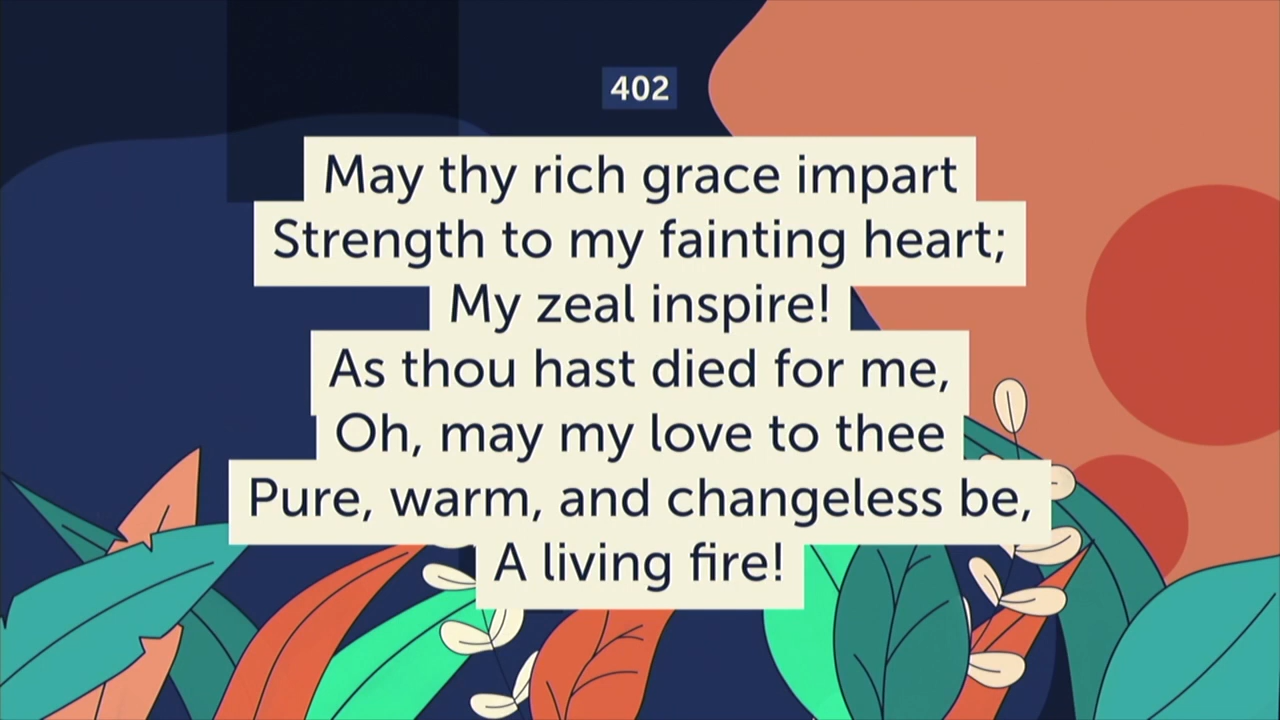 402
May thy rich grace impart
Strength to my fainting heart;
My zeal inspire!
As thou hast died for me,
Oh, may my love to thee
Pure, warm, and changeless be,
A living fire!